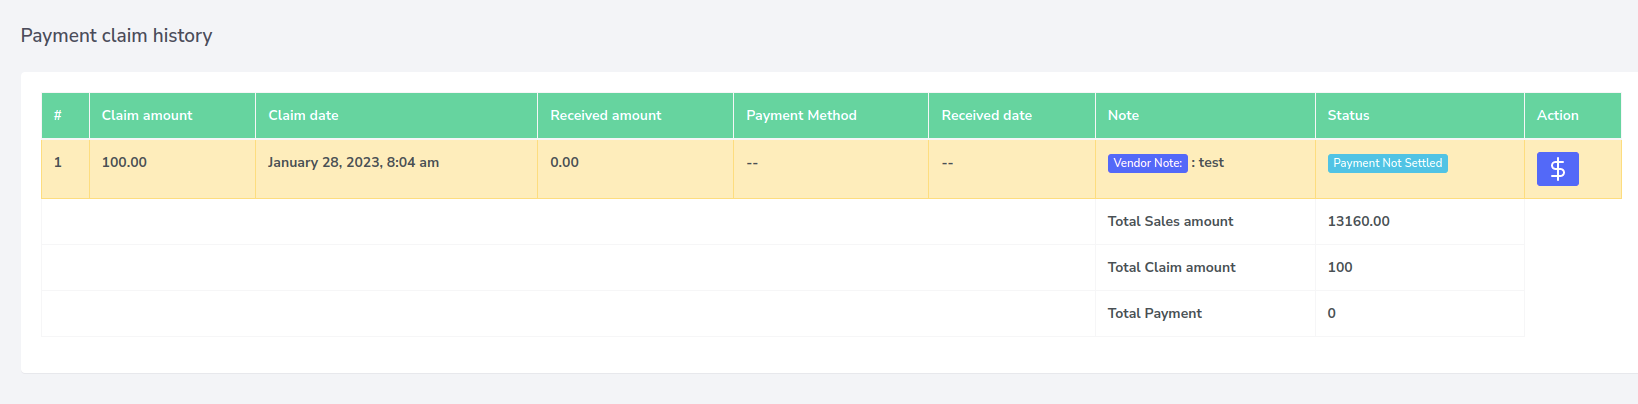 Payment claim history
# Claim amount Claim date Received amount Payment Method Received date Note Status Action
1 100.00 January 28, 2023, 8:04 am 0.00 -- -- Vendor Note: : test Payment Not Settled $
Total Sales amount 13160.00
Total Claim amount 100
Total Payment 0